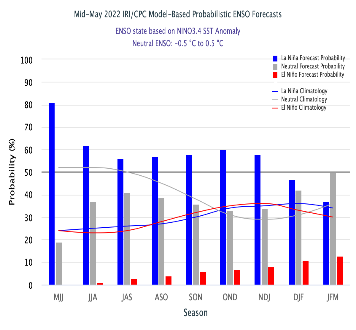 Mid-May 2022 IRI/CPC Model-Based Probabilistic ENSO Forecasts
ENSO state based on NINO3.4 SST Anomaly
Neutral ENSO: -0.5 °C to 0.5 °C
La Niña Forecast Probability
Neutral Forecast Probability
El Niño Forecast Probability
La Niña Climatology
Neutral Climatology
El Niño Climatology
Probability (%)
100
90
80
70
60
50
40
30
20
10
0
MJJ JJA JAS ASO SON OND NDJ DJF JFM
Season